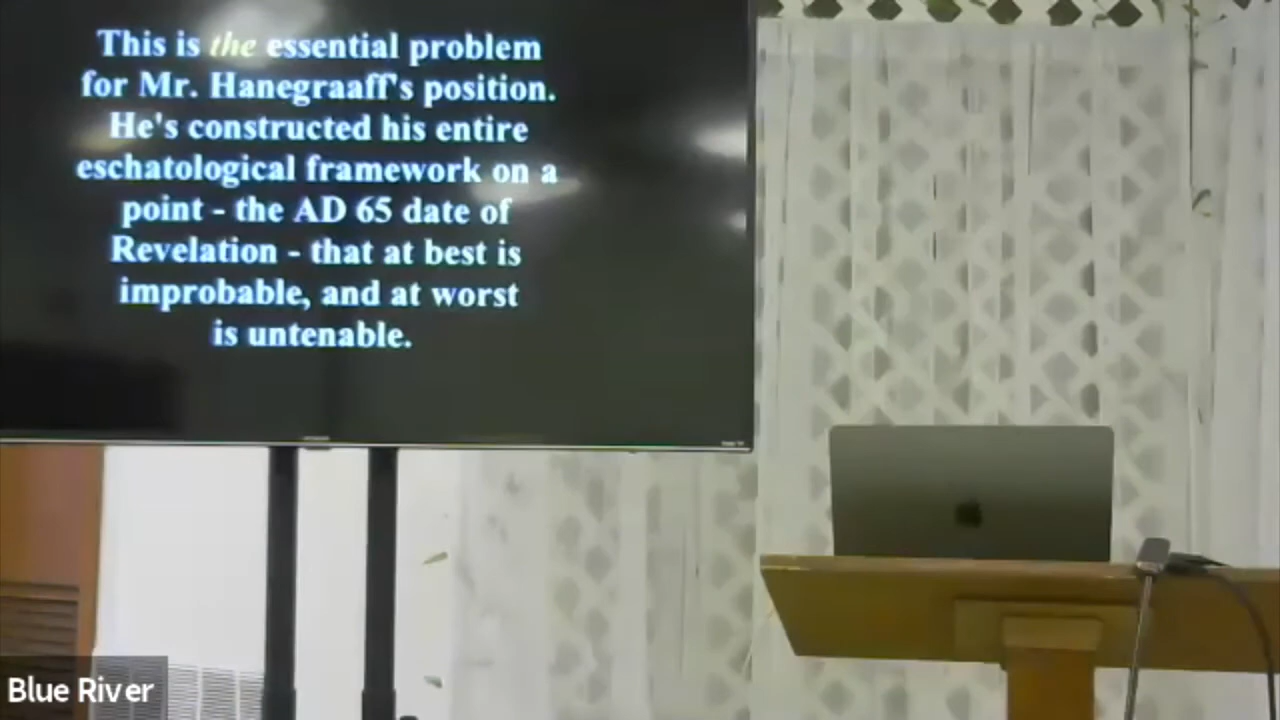 This is the essential problem
for Mr. Hanegraaff's position.
He's constructed his entire
eschatological framework on a
point - the AD 65 date of
Revelation - that at best is
improbable, and at worst
is untenable.
Blue River